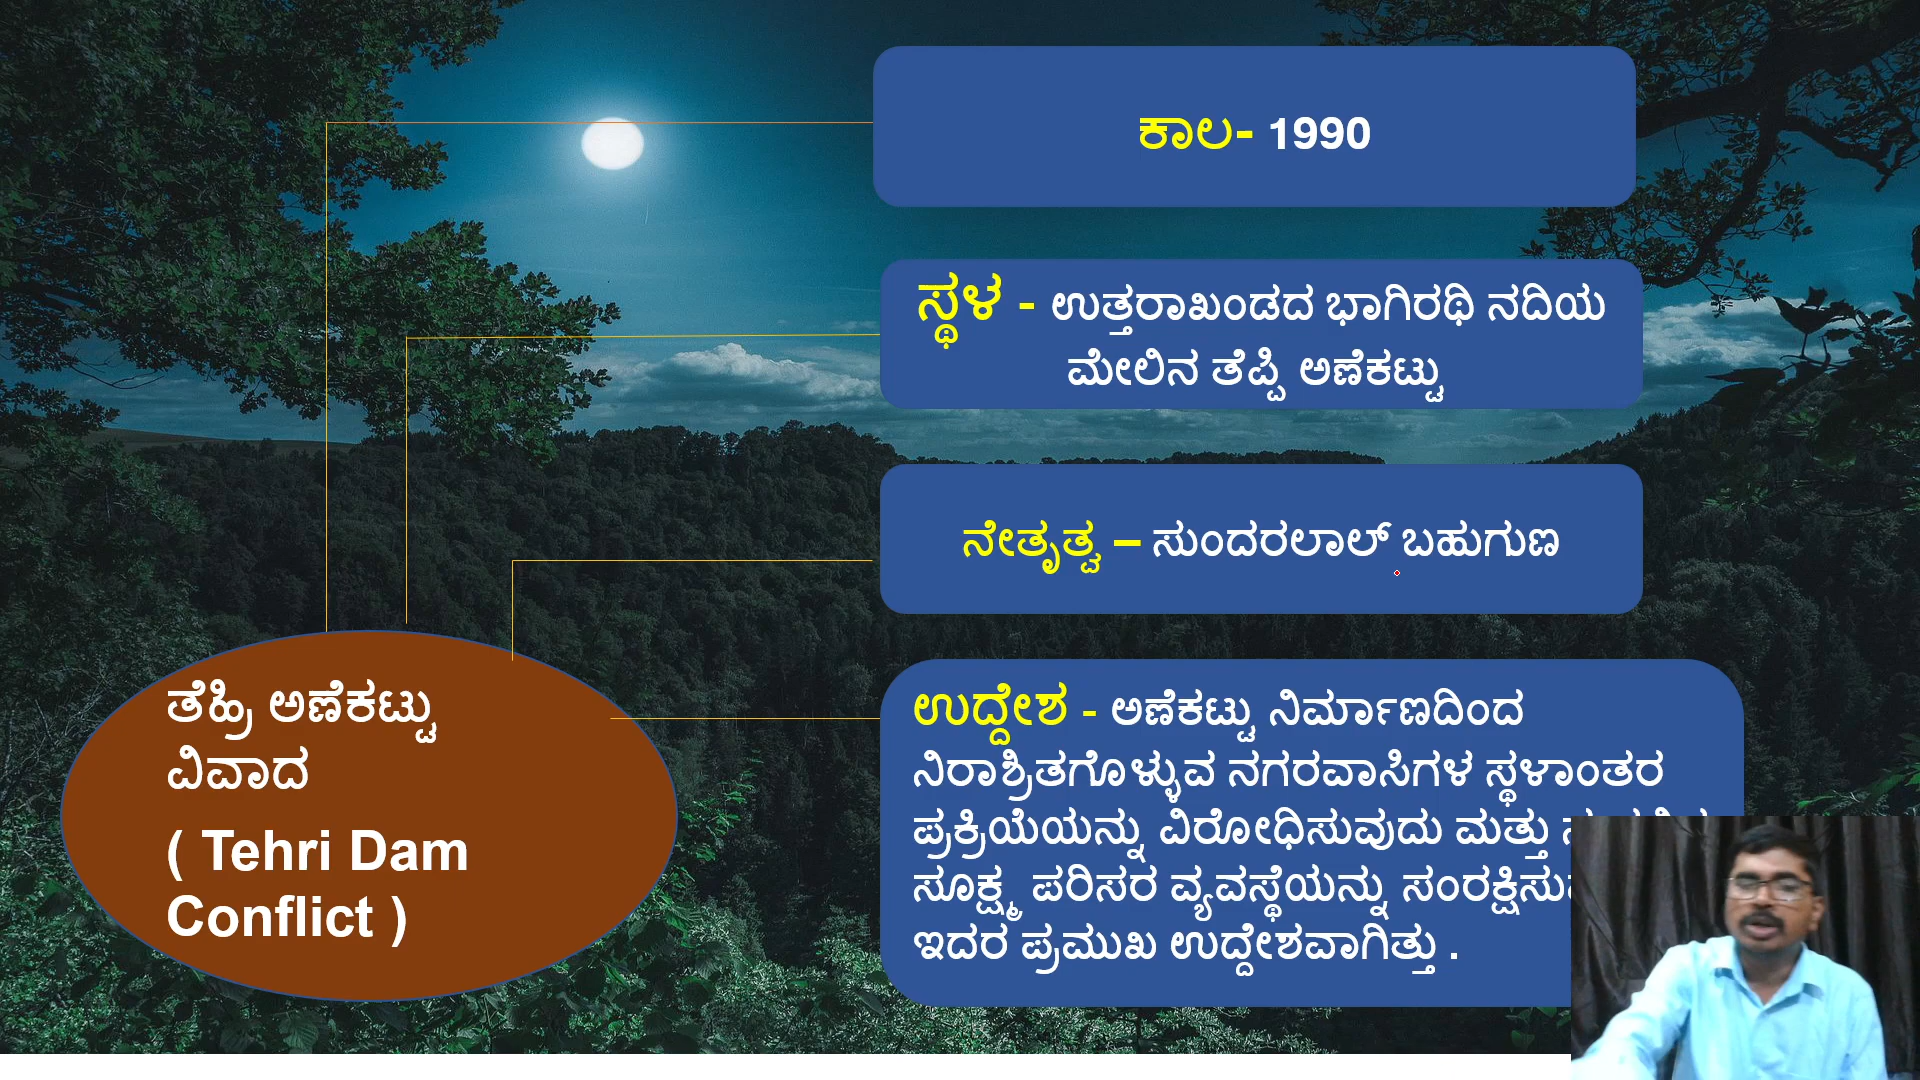 ಕಾಲ- 1990
ಸ್ಥಳ - ಉತ್ತರಾಖಂಡದ ಭಾಗಿರಥಿ ನದಿಯ
ಮೇಲಿನ ತೆಪ್ರಿ ಅಣೆಕಟ್ಟು
ನೇತೃತ್ವ – ಸುಂದರಲಾಲ್ ಬಹುಗುಣ
ಉದ್ದೇಶ - ಅಣೆಕಟ್ಟು ನಿರ್ಮಾಣದಿಂದ
ನಿರಾಶ್ರಿತಗೊಳ್ಳುವ ನಗರವಾಸಿಗಳ ಸ್ಥಳಾಂತರ
ಪ್ರಕ್ರಿಯೆಯನ್ನು ವಿರೋಧಿಸುವುದು ಮತ್ತು
ಸೂಕ್ಷ್ಮ ಪರಿಸರ ವ್ಯವಸ್ಥೆಯನ್ನು
ಇದರ ಪ್ರಮುಖ ಉದ್ದೇಶವಾಗಿತ್ತು .
ತೆಹ್ರಿ ಅಣೆಕಟ್ಟು
ವಿವಾದ
( Tehri Dam
Conflict )